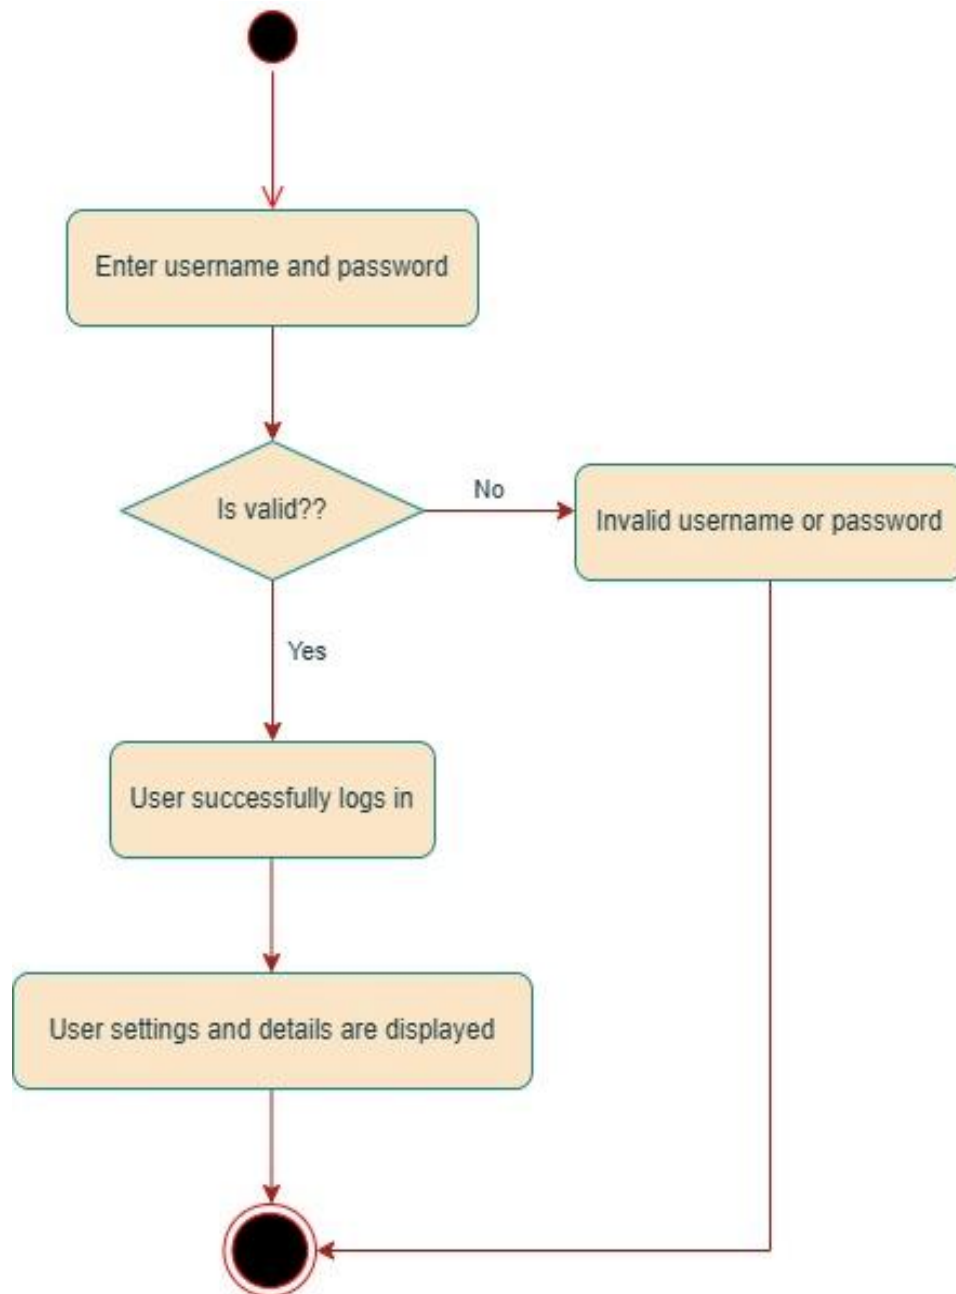 Enter username and password
Is valid??
No
Invalid username or password
Yes
User successfully logs in
User settings and details are displayed